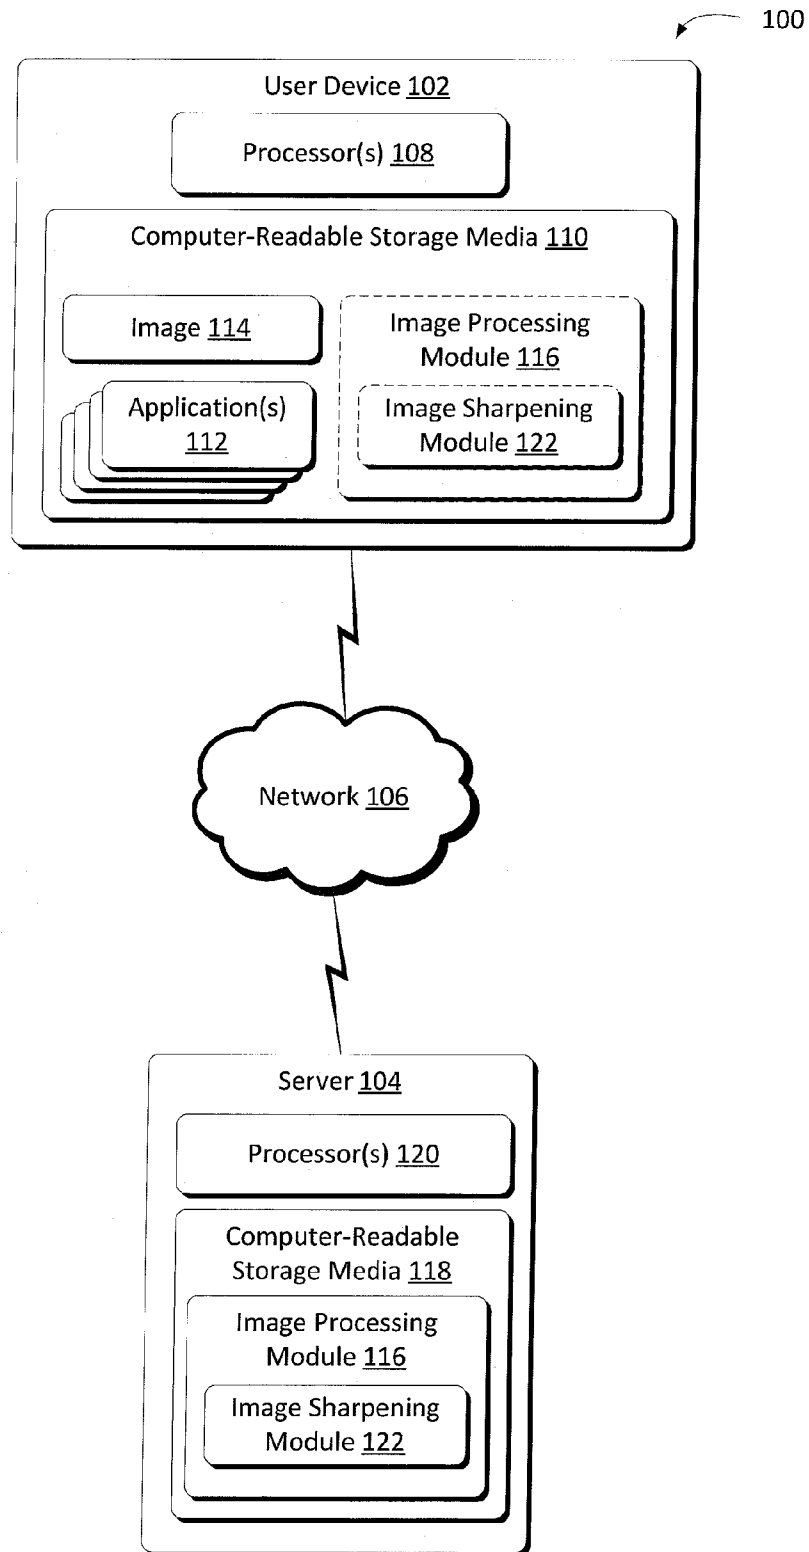 100
User Device 102
Processor(s) 108
Computer-Readable Storage Media 110
Image 114
Image Processing
Module 116
Application(s)
112
Image Sharpening
Module 122
Network 106
Server 104
Processor(s) 120
Computer-Readable
Storage Media 118
Image Processing
Module 116
Image Sharpening
Module 122